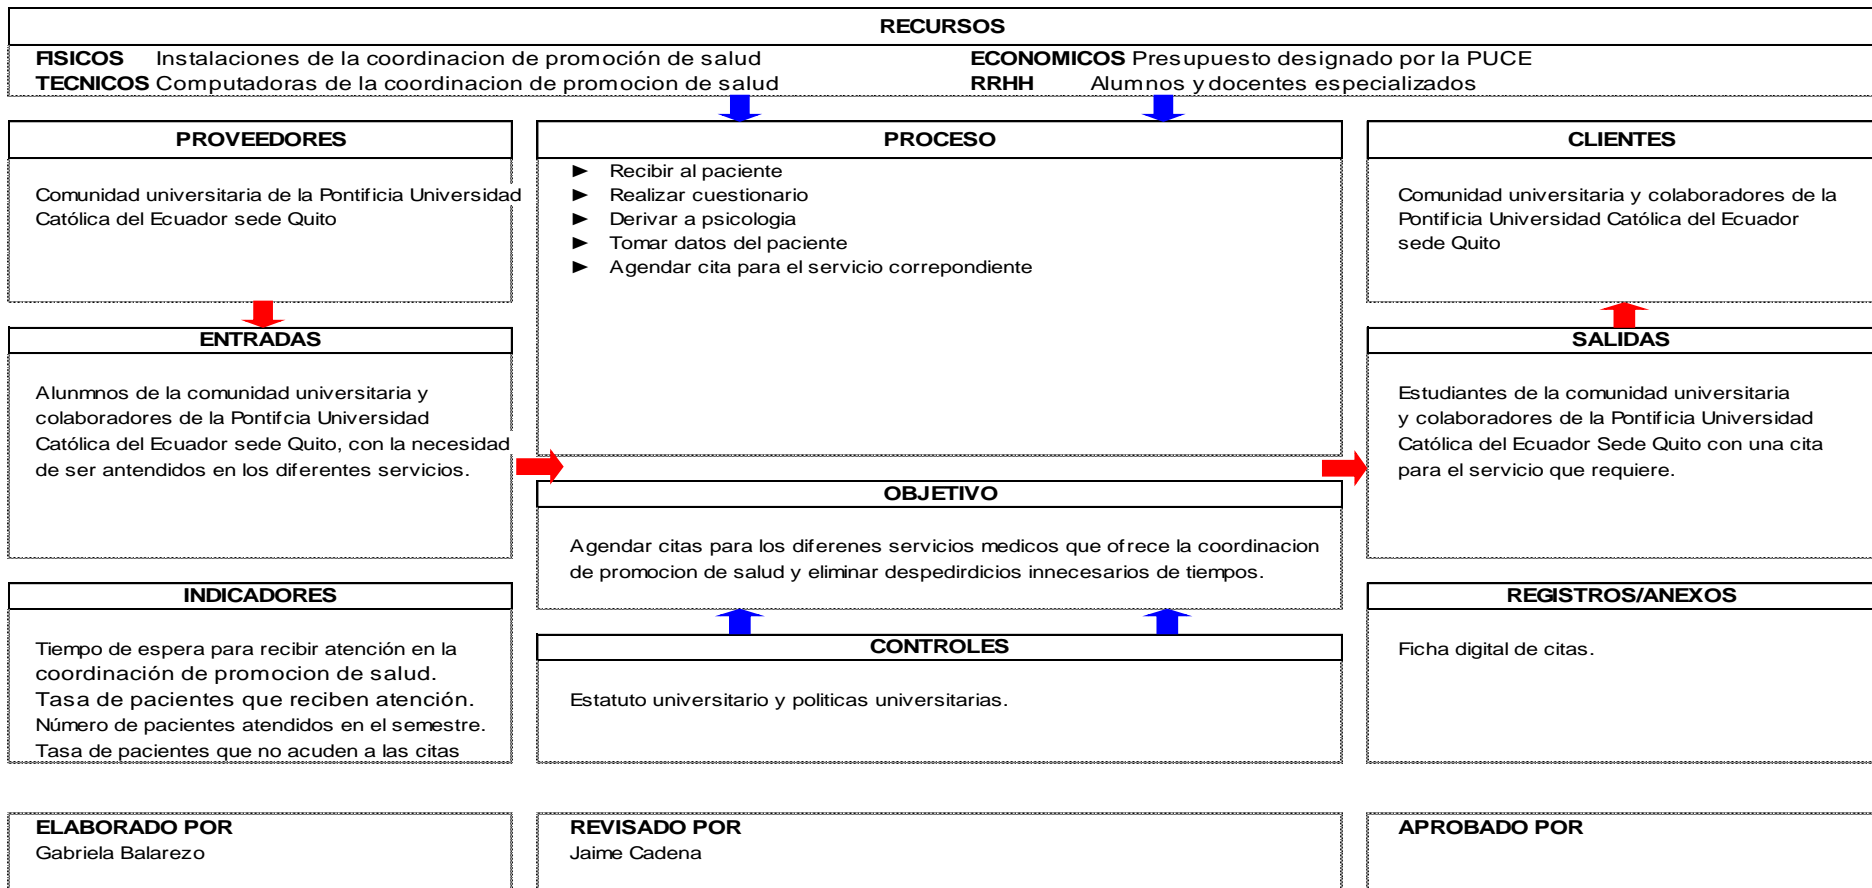 RECURSOS
FISICOS Instalaciones de la coordinacion de promoción de salud
TECNICOS Computadoras de la coordinacion de promocion de salud
ECONOMICOS Presupuesto designado por la PUCE
RRHH Alumnos y docentes especializados
PROVEEDORES
Comunidad universitaria de la Pontificia Universidad
Católica del Ecuador sede Quito
ENTRADAS
Alunmnos de la comunidad universitaria y
colaboradores de la Pontifcia Universidad
Católica del Ecuador sede Quito, con la necesidad
de ser antendidos en los diferentes servicios.
INDICADORES
Tiempo de espera para recibir atención en la
coordinación de promocion de salud.
Tasa de pacientes que reciben atención.
Número de pacientes atendidos en el semestre.
Tasa de pacientes que no acuden a las citas
PROCESO
► Recibir al paciente
► Realizar cuestionario
► Derivar a psicologia
► Tomar datos del paciente
► Agendar cita para el servicio correpondiente
OBJETIVO
Agendar citas para los diferenes servicios medicos que ofrece la coordinacion
de promocion de salud y eliminar despedirdicios innecesarios de tiempos.
CONTROLES
Estatuto universitario y politicas universitarias.
CLIENTES
Comunidad universitaria y colaboradores de la
Pontificia Universidad Católica del Ecuador
sede Quito
SALIDAS
Estudiantes de la comunidad universitaria
y colaboradores de la Pontificia Universidad
Católica del Ecuador Sede Quito con una cita
para el servicio que requiere.
REGISTROS/ANEXOS
Ficha digital de citas.
ELABORADO POR
Gabriela Balarezo
REVISADO POR
Jaime Cadena
APROBADO POR